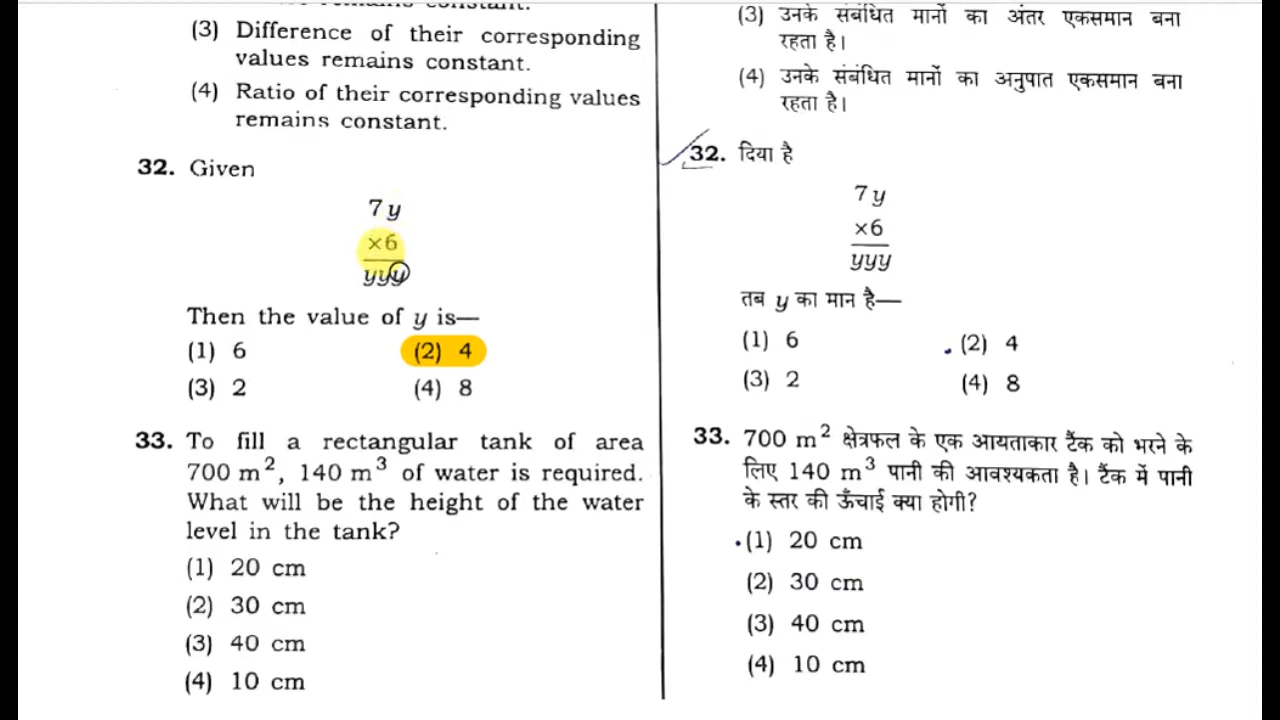 (3) Difference of their corresponding
values remains constant.
(4) Ratio of their corresponding values
remains constant.
32. Given
7y
×6
yyy
Then the value of y is—
(1) 6
(2) 4
(3) 2
(4) 8
33. To fill a rectangular tank of area
700 m², 140 m³ of water is required.
What will be the height of the water
level in the tank?
(1) 20 cm
(2) 30 cm
(3) 40 cm
(4) 10 cm
(3) उनके संबंधित मानों का अंतर एकसमान बना
रहता है।
(4) उनके संबंधित मानों का अनुपात एकसमान बना
रहता है।
32. दिया है
7y
×6
yyy
तब y का मान है—
(1) 6
(2) 4
(3) 2
(4) 8
33. 700 m² क्षेत्रफल के एक आयताकार टैंक को भरने के
लिए 140 m³ पानी की आवश्यकता है। टैंक में पानी
के स्तर की ऊँचाई क्या होगी?
(1) 20 cm
(2) 30 cm
(3) 40 cm
(4) 10 cm